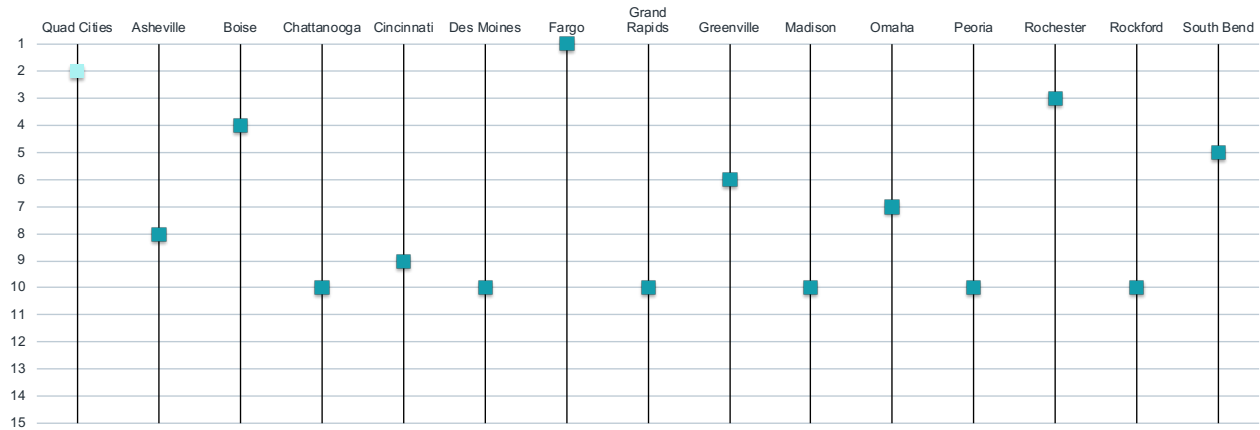 Quad Cities
Asheville
Boise
Chattanooga
Cincinnati
Des Moines
Fargo
Grand
Rapids
Greenville
Madison
Omaha
Peoria
Rochester
Rockford
South Bend
1
2
3
4
5
6
7
8
9
10
11
12
13
14
15